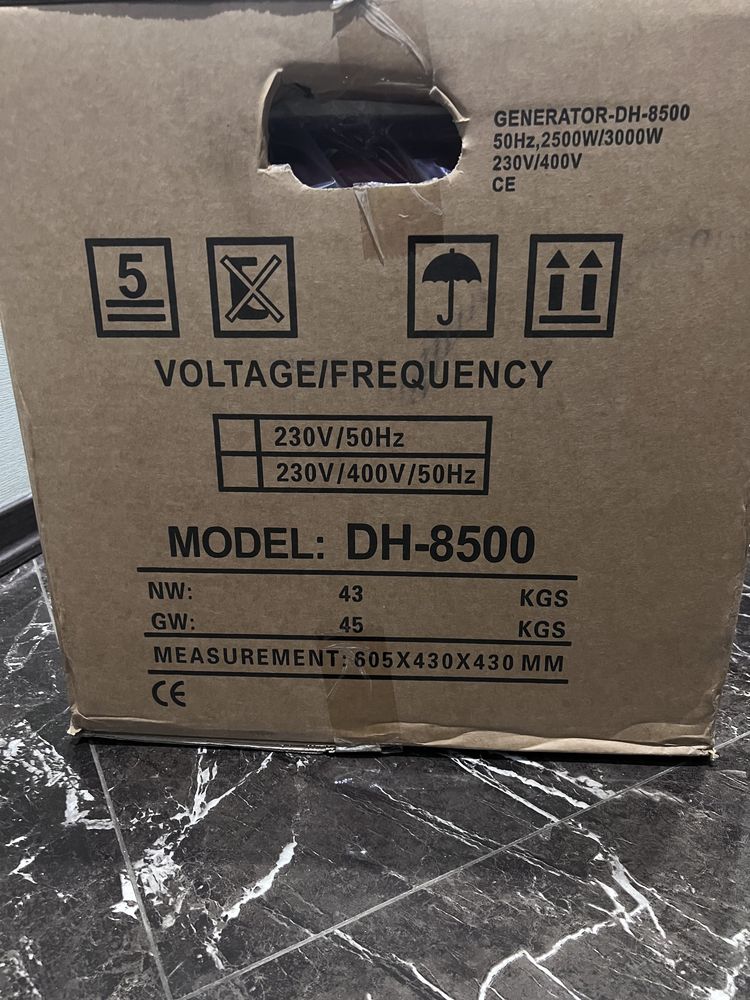 GENERATOR-DH-8500
50Hz,2500W/3000W
230V/400V
CE
5
VOLTAGE/FREQUENCY
230V/50Hz
230V/400V/50Hz
MODEL: DH-8500
NW: 43 KGS
GW: 45 KGS
MEASUREMENT: 605X430X430 MM
CE